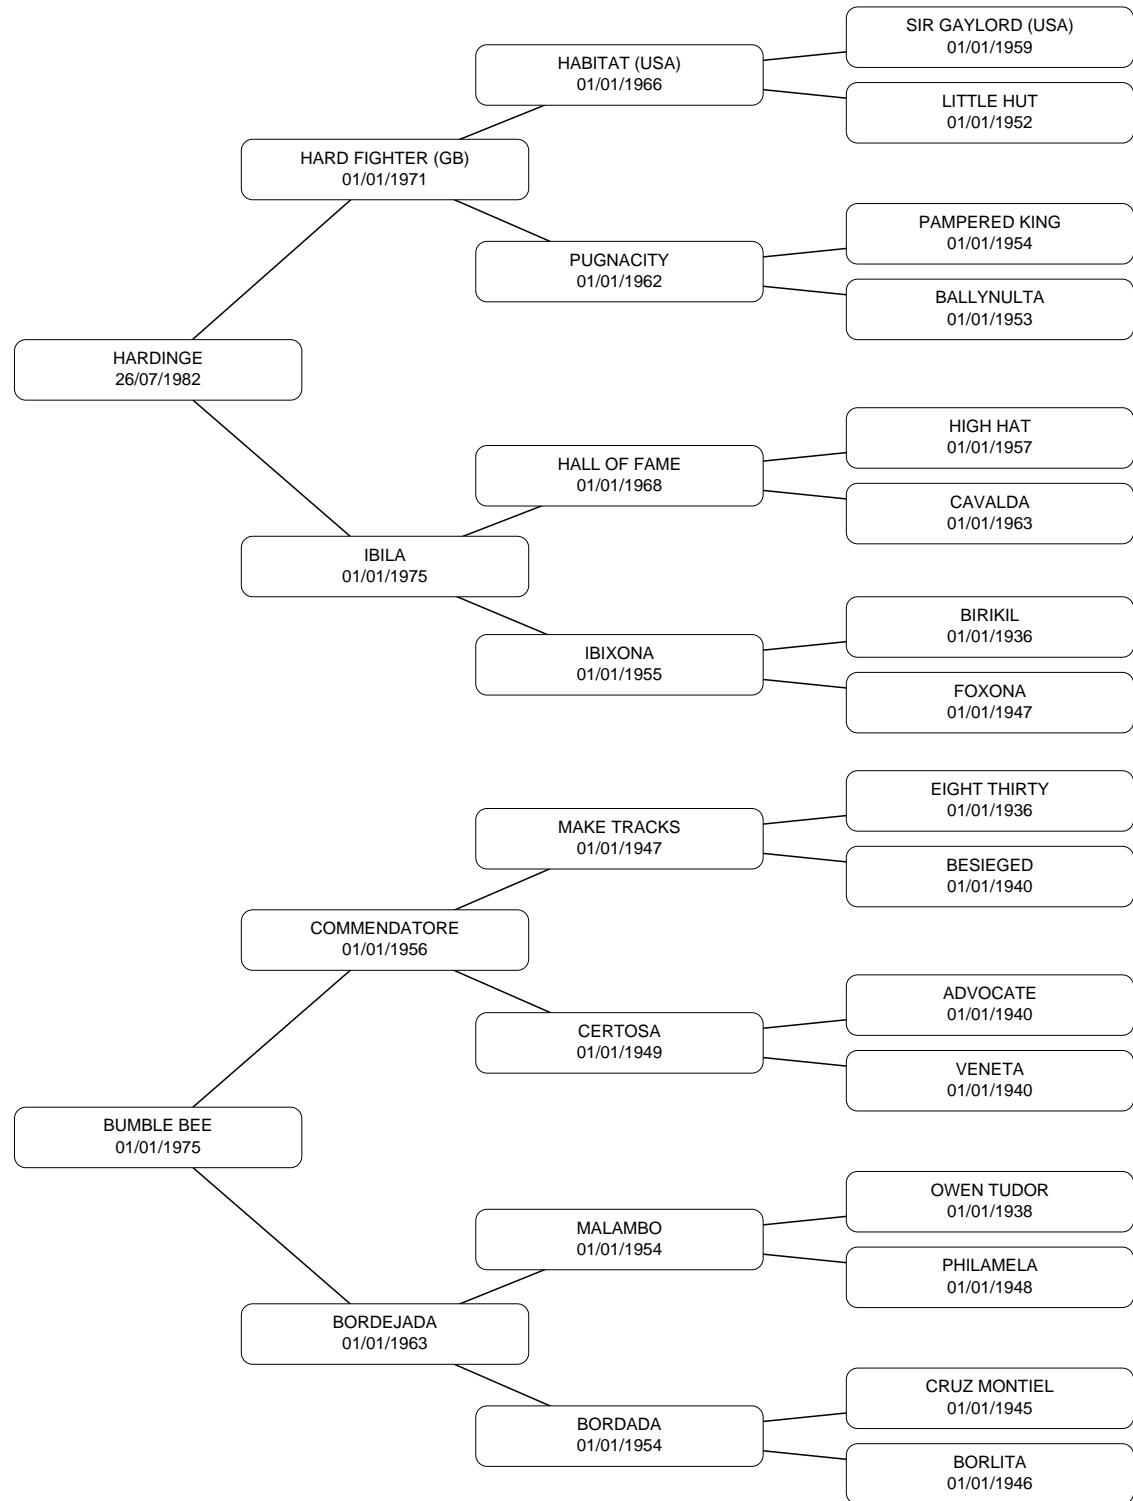 SIR GAYLORD (USA)
01/01/1959
HABITAT (USA)
01/01/1966
LITTLE HUT
01/01/1952
HARD FIGHTER (GB)
01/01/1971
PAMPERED KING
01/01/1954
PUGNACITY
01/01/1962
BALLYNULTA
01/01/1953
HARDINGE
26/07/1982
HIGH HAT
01/01/1957
HALL OF FAME
01/01/1968
CAVALDA
01/01/1963
IBILA
01/01/1975
BIRIKIL
01/01/1936
IBIXONA
01/01/1955
FOXONA
01/01/1947
EIGHT THIRTY
01/01/1936
MAKE TRACKS
01/01/1947
BESIEGED
01/01/1940
COMMENDATORE
01/01/1956
ADVOCATE
01/01/1940
CERTOSA
01/01/1949
VENETA
01/01/1940
BUMBLE BEE
01/01/1975
OWEN TUDOR
01/01/1938
MALAMBO
01/01/1954
PHILAMELA
01/01/1948
BORDEJADA
01/01/1963
CRUZ MONTIEL
01/01/1945
BORDADA
01/01/1954
BORLITA
01/01/1946